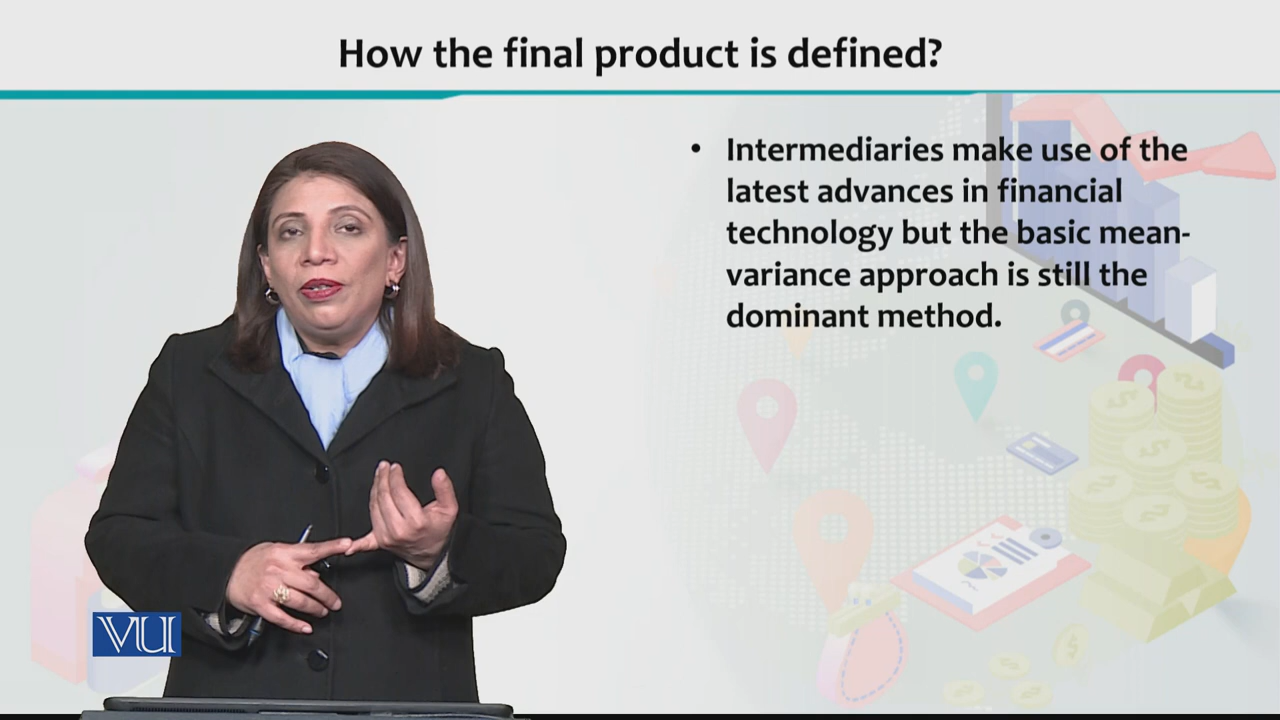 How the final product is defined?
• Intermediaries make use of the
latest advances in financial
technology but the basic mean-
variance approach is still the
dominant method.
VU